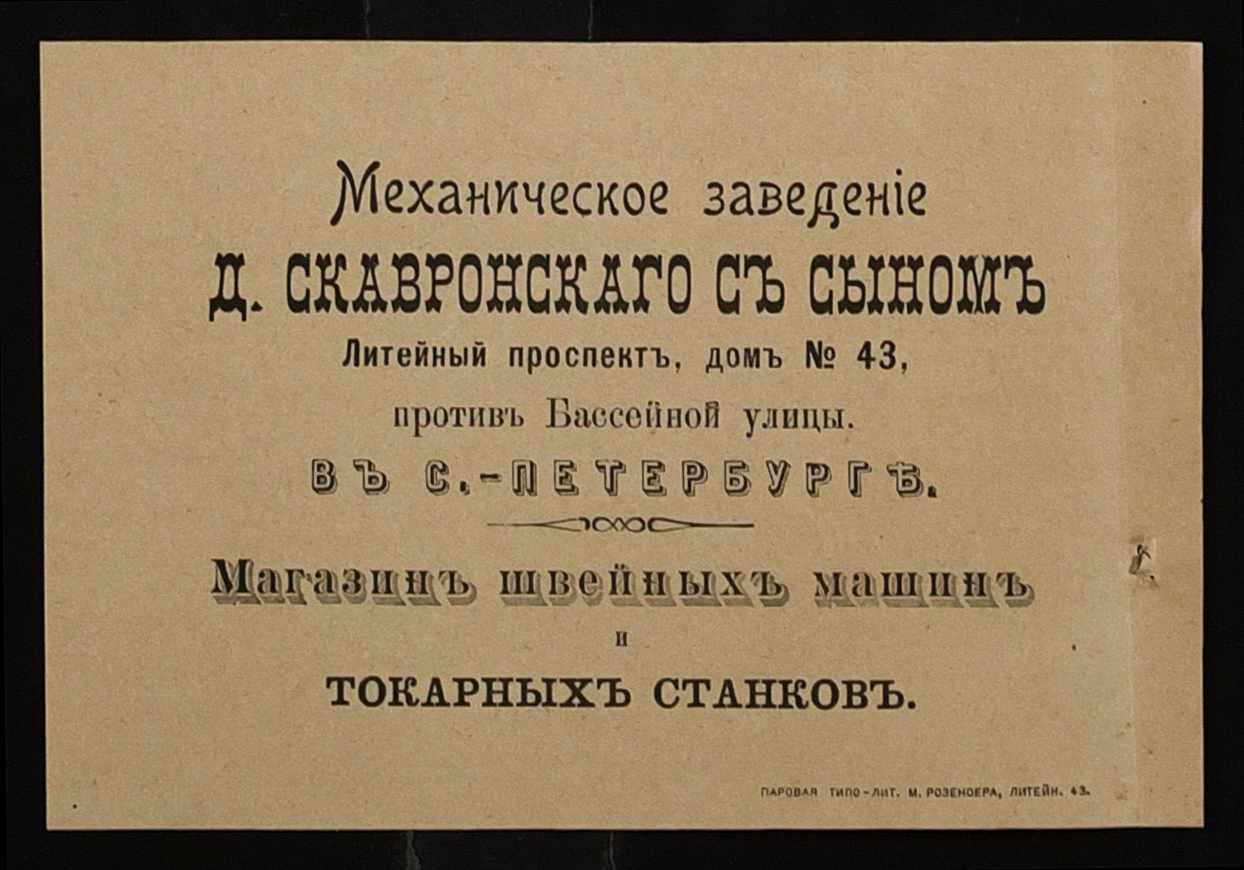 Механическое заведеніе
Д. СКАВРОНСКАГО СЪ СЫНОМЪ
Литейный проспектъ, домъ № 43,
противъ Бассейной улицы.
ВЪ С.-ПЕТЕРБУРГѢ.
Магазинъ швейныхъ машинъ
и
ТОКАРНЫХЪ СТАНКОВЪ.
ПАРОВАЯ ТИПО-ЛИТ. М. РОЗЕНОЕРА, ЛИТЕЙН. 43.